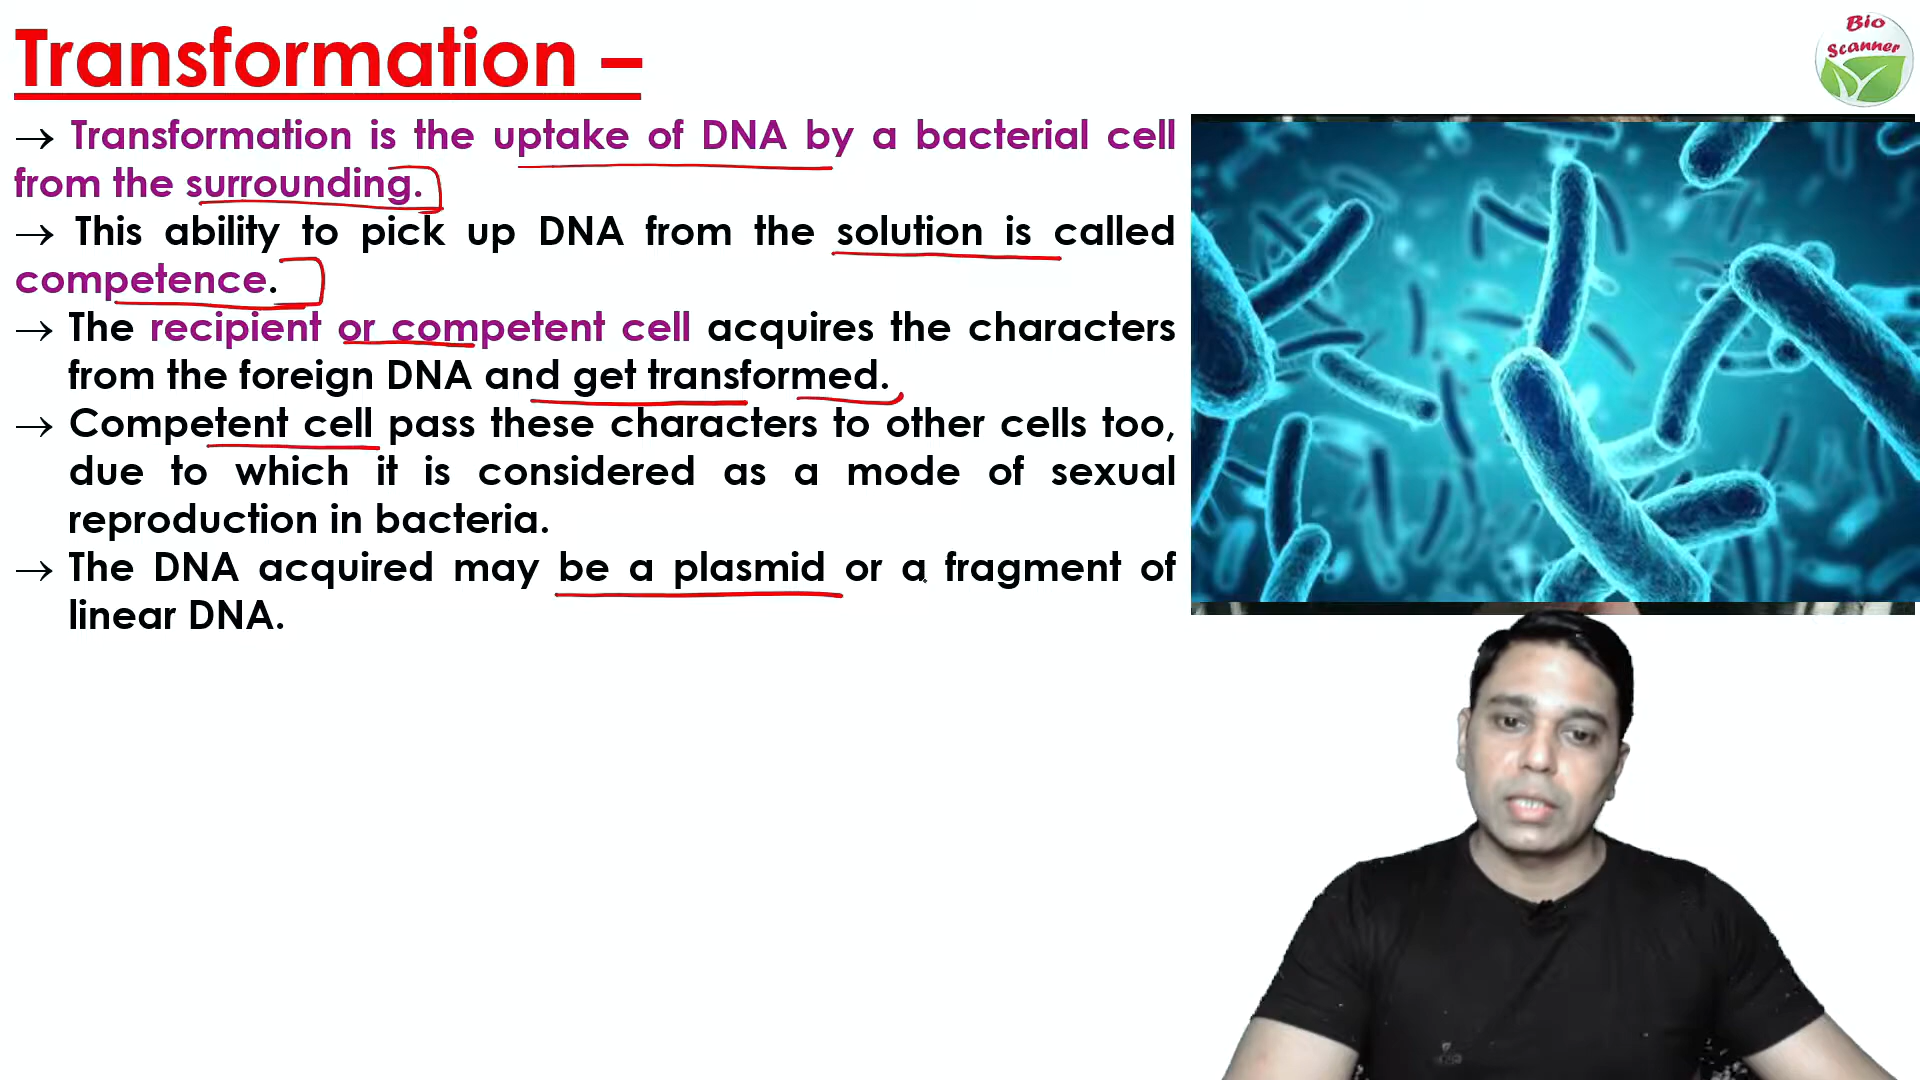 Transformation –
Bio
Scanner
→ Transformation is the uptake of DNA by a bacterial cell
from the surrounding.
→ This ability to pick up DNA from the solution is called
competence.
→ The recipient or competent cell acquires the characters
from the foreign DNA and get transformed.
→ Competent cell pass these characters to other cells too,
due to which it is considered as a mode of sexual
reproduction in bacteria.
→ The DNA acquired may be a plasmid or a fragment of
linear DNA.